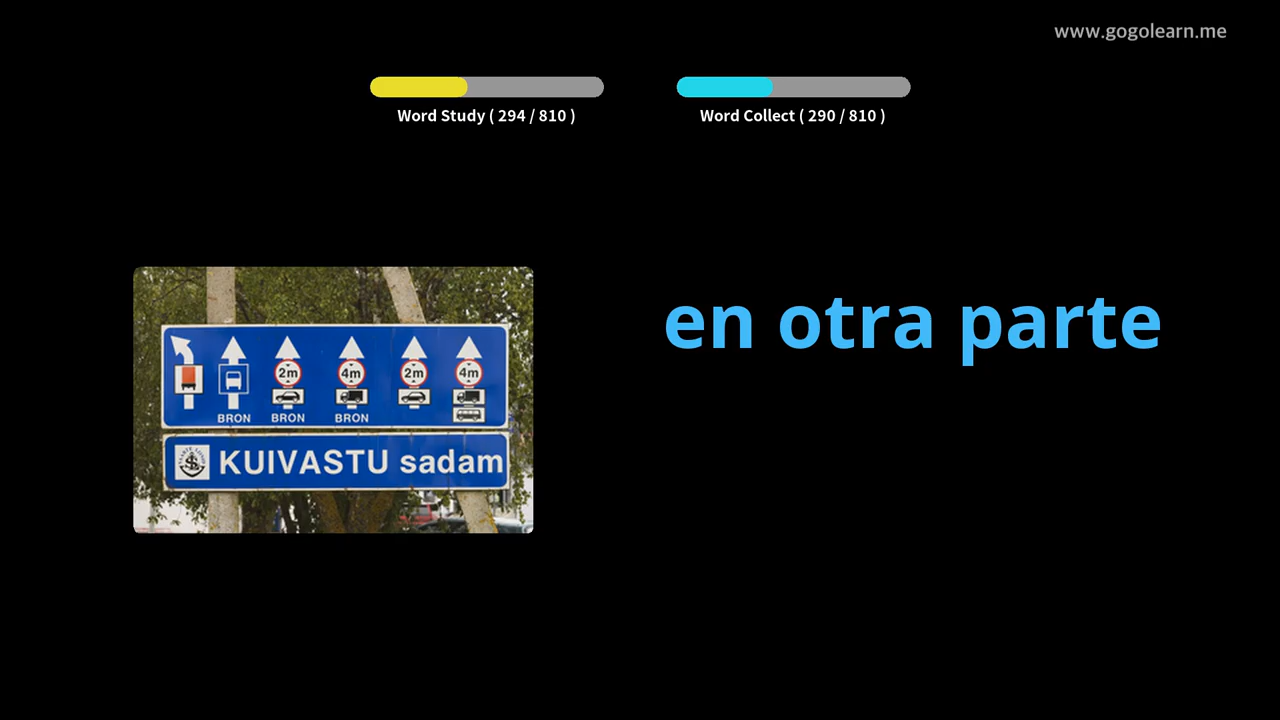 www.gogolearn.me
Word Study ( 294 / 810 )
Word Collect ( 290 / 810 )
en otra parte
2m 4m 2m 4m
BRON BRON BRON
KUIVASTU sadam